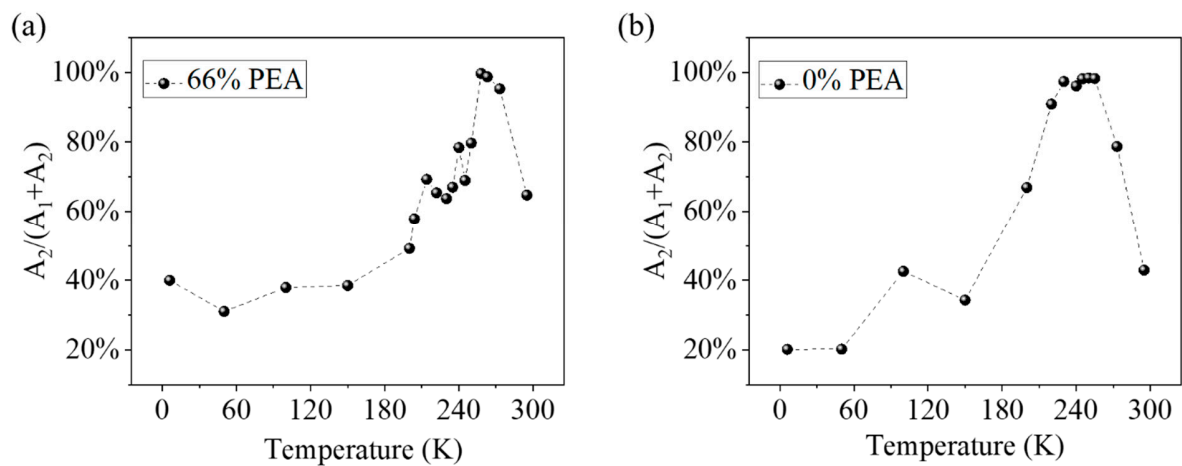 (a)
66% PEA
100%
80%
60%
40%
20%
A₂/(A₁+A₂)
0 60 120 180 240 300
Temperature (K)
(b)
0% PEA
100%
80%
60%
40%
20%
A₂/(A₁+A₂)
0 60 120 180 240 300
Temperature (K)